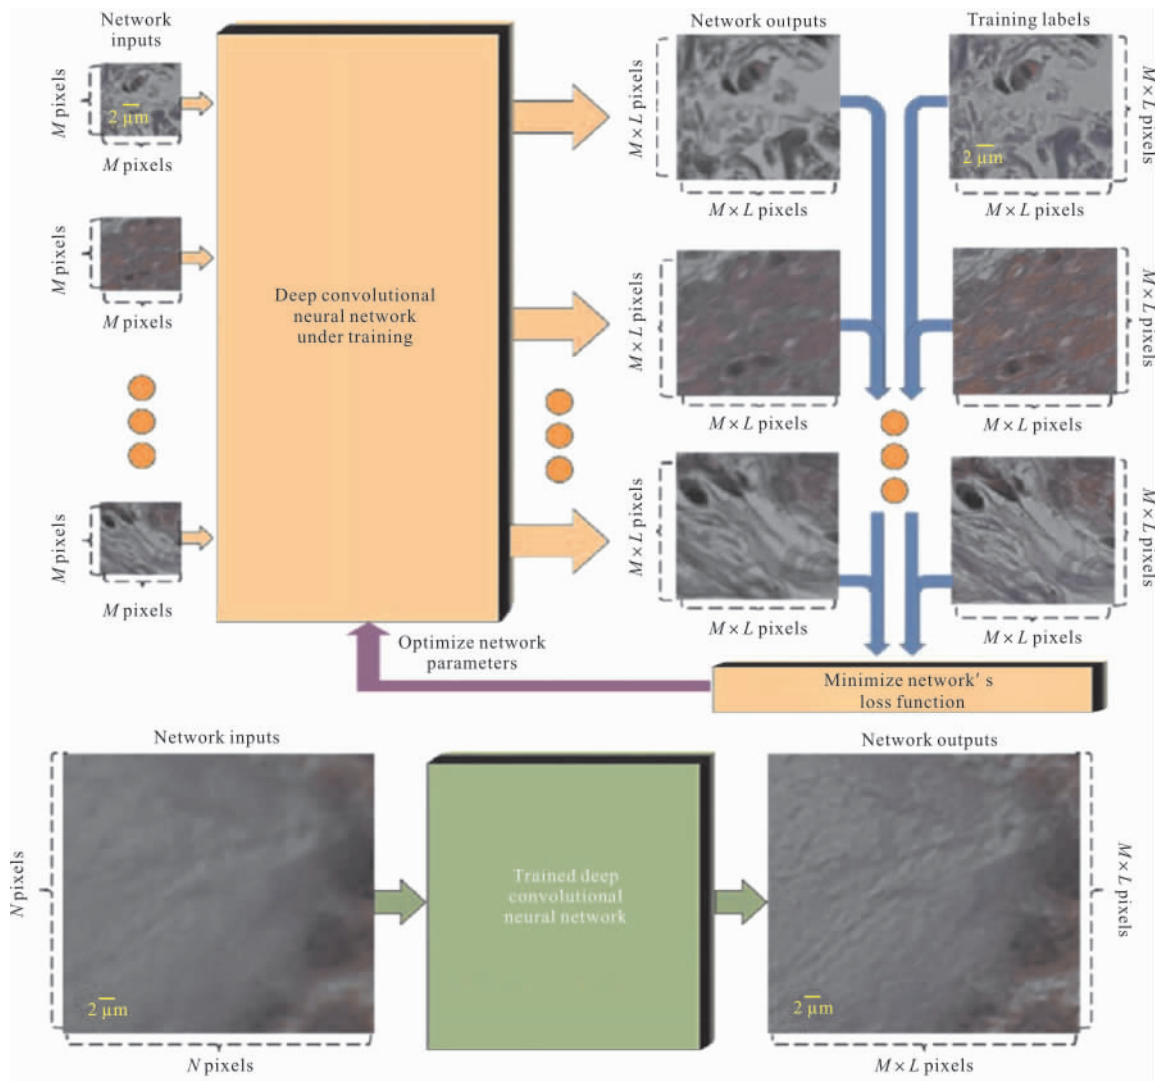 Network
inputs
M pixels
2 μm
M pixels
M pixels
M pixels
M pixels
M pixels
Deep convolutional
neural network
under training
Network outputs
M × L pixels
M × L pixels
M × L pixels
M × L pixels
M × L pixels
M × L pixels
Training labels
2 μm
M × L pixels
M × L pixels
M × L pixels
M × L pixels
M × L pixels
M × L pixels
Optimize network
parameters
Minimize network's
loss function
Network inputs
N pixels
2 μm
N pixels
Trained deep
convolutional
neural network
Network outputs
2 μm
M × L pixels
M × L pixels